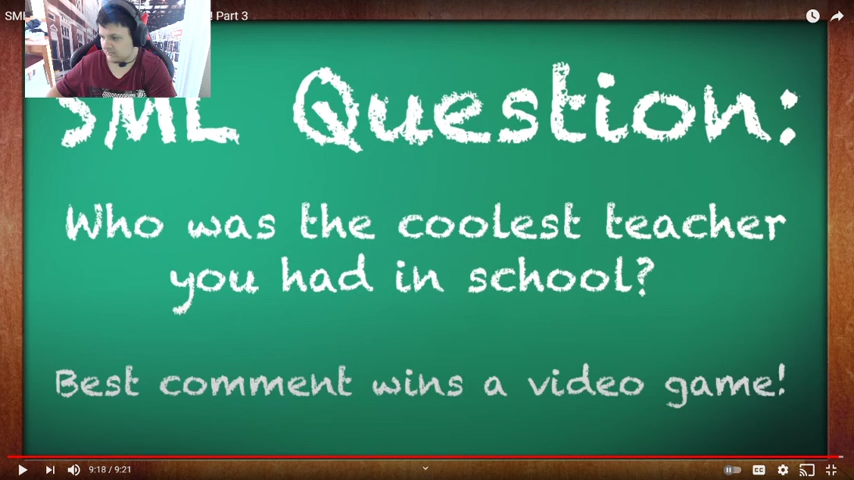 SML
! Part 3
SML Question:
Who was the coolest teacher
you had in school?
Best comment wins a video game!
9:18 / 9:21